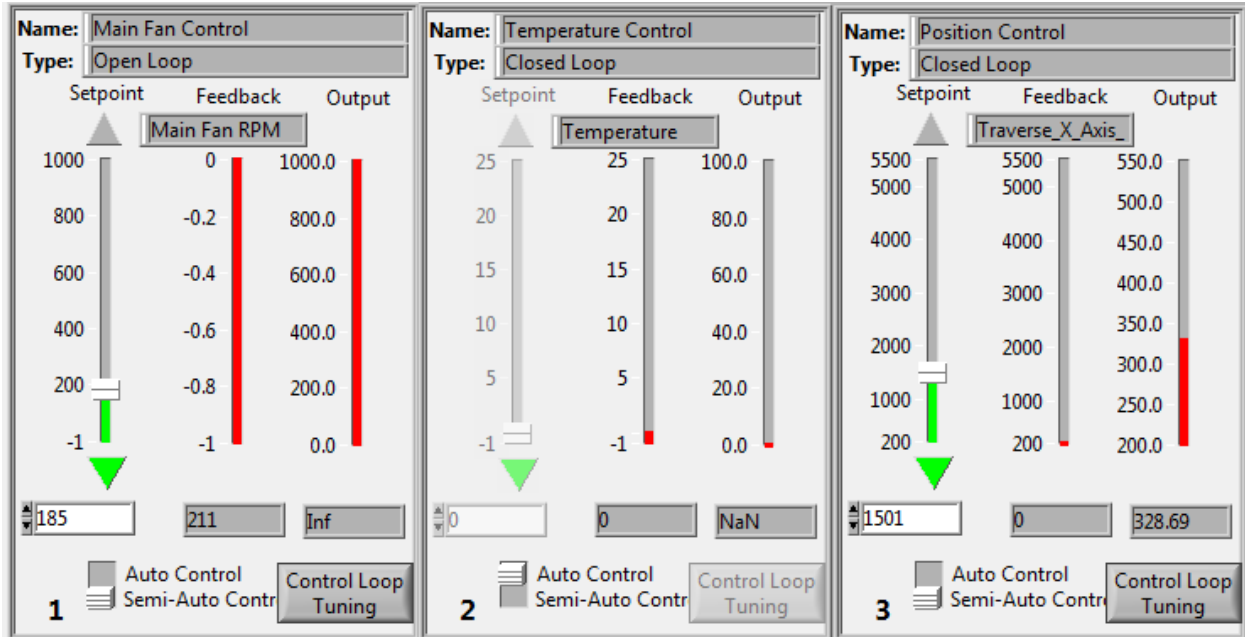 Name: Main Fan Control
Type: Open Loop
Setpoint Feedback Output
Main Fan RPM
1000 0 1000.0
800 -0.2 800.0
600 -0.4 600.0
400 -0.6 400.0
200 -0.8 200.0
-1 -1 0.0
185 211 Inf
Auto Control
Semi-Auto Contr
Control Loop
Tuning
1
Name: Temperature Control
Type: Closed Loop
Setpoint Feedback Output
Temperature
25 25 100.0
20 20 80.0
15 15 60.0
10 10 40.0
5 5 20.0
-1 -1 0.0
0 0 NaN
Auto Control
Semi-Auto Contr
Control Loop
Tuning
2
Name: Position Control
Type: Closed Loop
Setpoint Feedback Output
Traverse_X_Axis_
5500 5500 550.0
5000 5000 500.0
4000 4000 450.0
3000 3000 400.0
2000 2000 350.0
1000 1000 300.0
200 200 250.0
200.0
1501 0 328.69
Auto Control
Semi-Auto Contr
Control Loop
Tuning
3